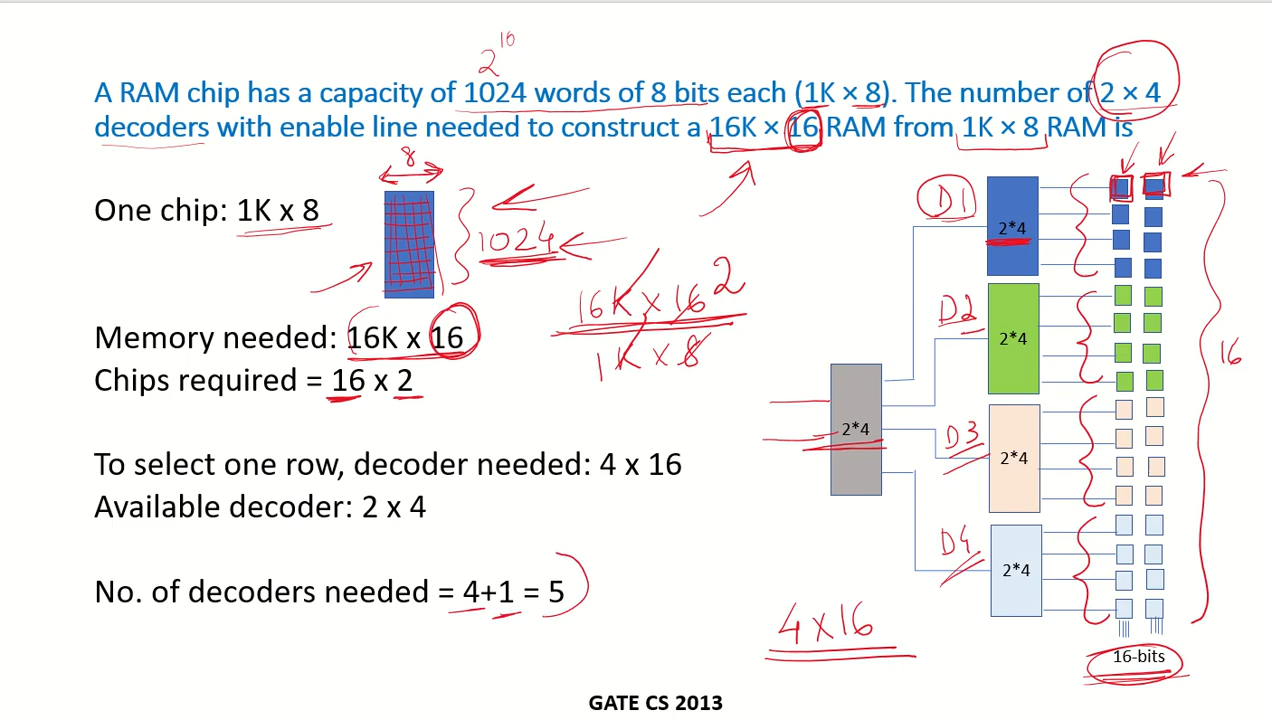 2^10
A RAM chip has a capacity of 1024 words of 8 bits each (1K × 8). The number of 2 × 4
decoders with enable line needed to construct a 16K × 16 RAM from 1K × 8 RAM is
8
One chip: 1K x 8
1024
16K x 16 2
1K x 8
Memory needed: 16K x 16
Chips required = 16 x 2
To select one row, decoder needed: 4 x 16
Available decoder: 2 x 4
No. of decoders needed = 4+1 = 5
2*4
D1
2*4
D2
2*4
D3
2*4
D4
2*4
16
4x16
16-bits
GATE CS 2013